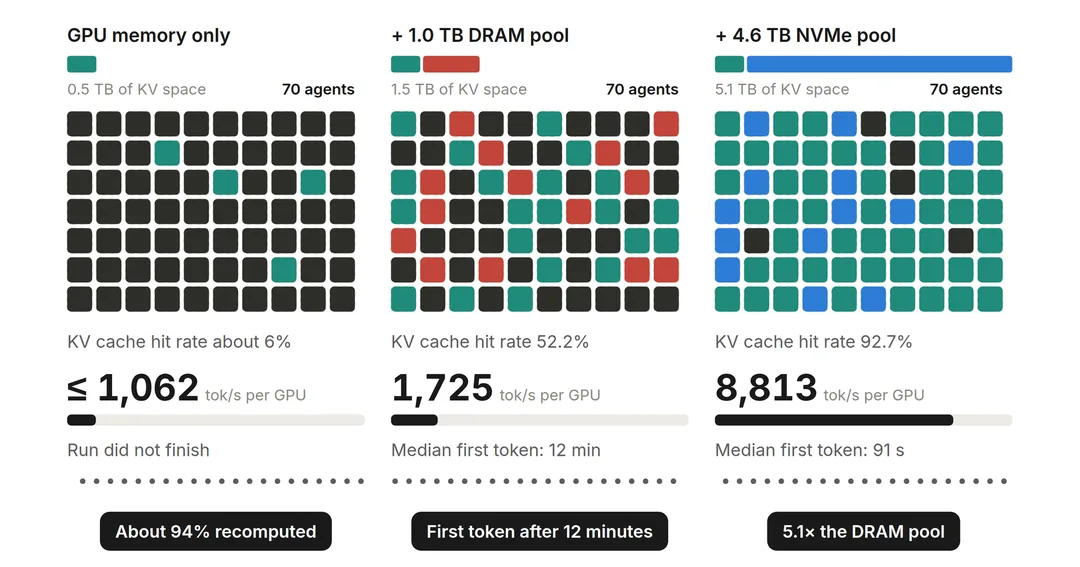 GPU memory only
0.5 TB of KV space
70 agents
KV cache hit rate about 6%
≤ 1,062 tok/s per GPU
Run did not finish
About 94% recomputed
+ 1.0 TB DRAM pool
1.5 TB of KV space
70 agents
KV cache hit rate 52.2%
1,725 tok/s per GPU
Median first token: 12 min
First token after 12 minutes
+ 4.6 TB NVMe pool
5.1 TB of KV space
70 agents
KV cache hit rate 92.7%
8,813 tok/s per GPU
Median first token: 91 s
5.1× the DRAM pool